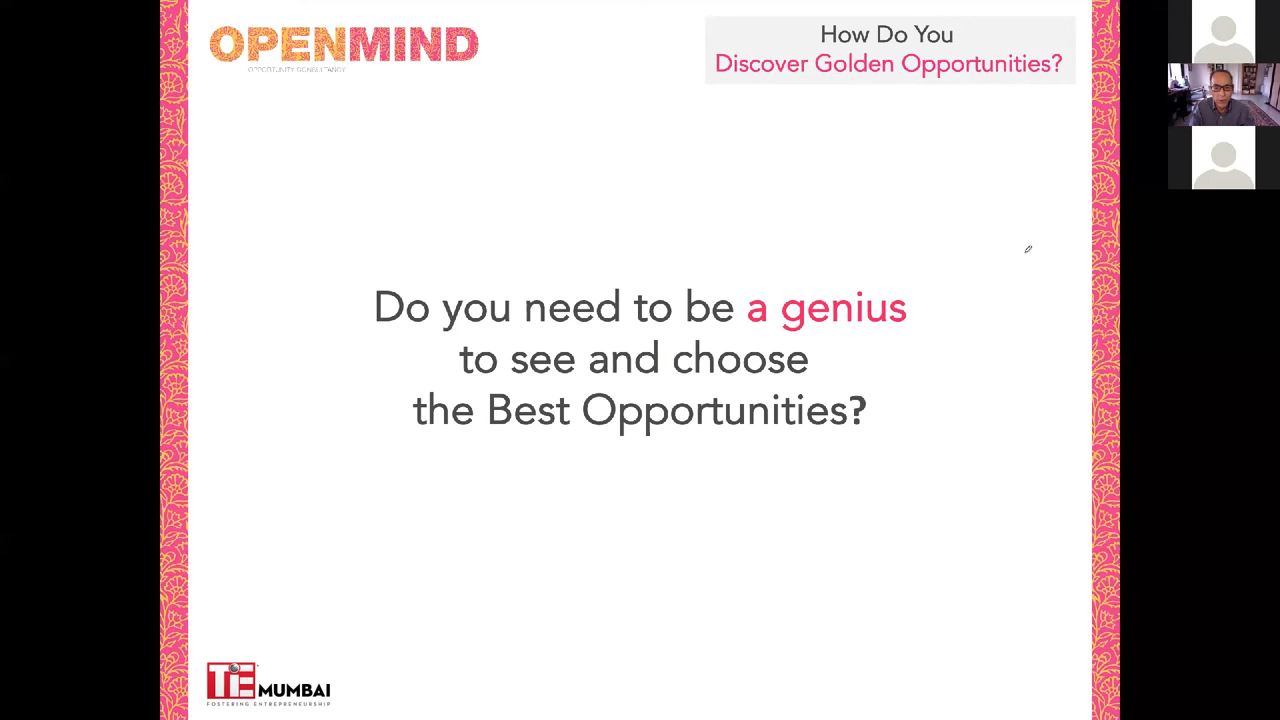 OPENMIND
OPPORTUNITY CONSULTANCY
How Do You
Discover Golden Opportunities?
Do you need to be a genius
to see and choose
the Best Opportunities?
TiE MUMBAI
FOSTERING ENTREPRENEURSHIP